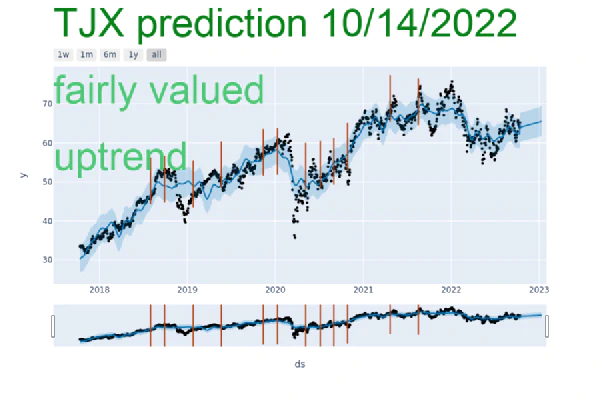 TJX prediction 10/14/2022
1w 1m 6m 1y all
fairly valued
70
60
uptrend
50
40
30
y
2018 2019 2020 2021 2022 2023
ds